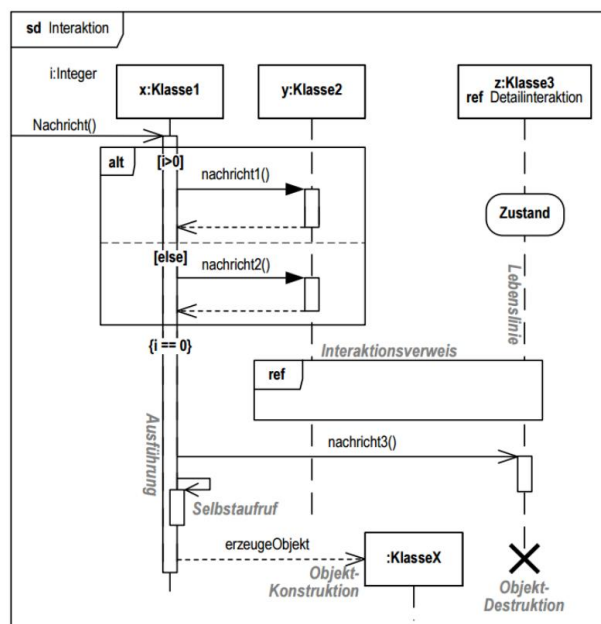 sd Interaktion
i:Integer
x:Klasse1
y:Klasse2
z:Klasse3
ref Detailinteraktion
Nachricht()
alt
[i>0]
nachricht1()
Zustand
[else]
nachricht2()
Lebenslinie
{i == 0}
Interaktionsverweis
ref
Ausführung
nachricht3()
Selbstaufruf
erzeugeObjekt
:KlasseX
Objekt-
Konstruktion
Objekt-
Destruktion